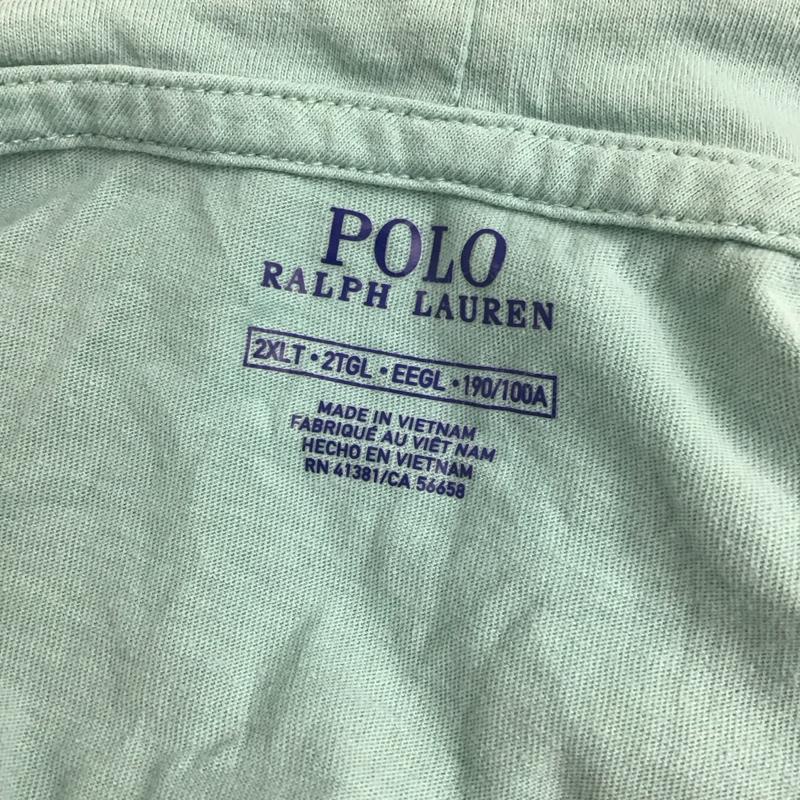 POLO
RALPH LAUREN
2XLT • 2TGL • EEGL • 190/100A
MADE IN VIETNAM
FABRIQUÉ AU VIÊT NAM
HECHO EN VIETNAM
RN 41381/CA 56658